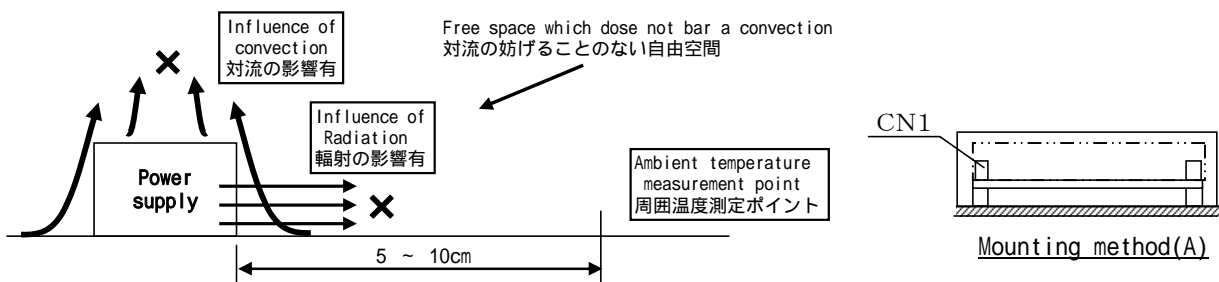 Influence of
convection
対流の影響有
Free space which dose not bar a convection
対流の妨げることのない自由空間
Influence of
Radiation
輻射の影響有
Power
supply
Ambient temperature
measurement point
周囲温度測定ポイント
5 ~ 10cm
CN1
Mounting method(A)